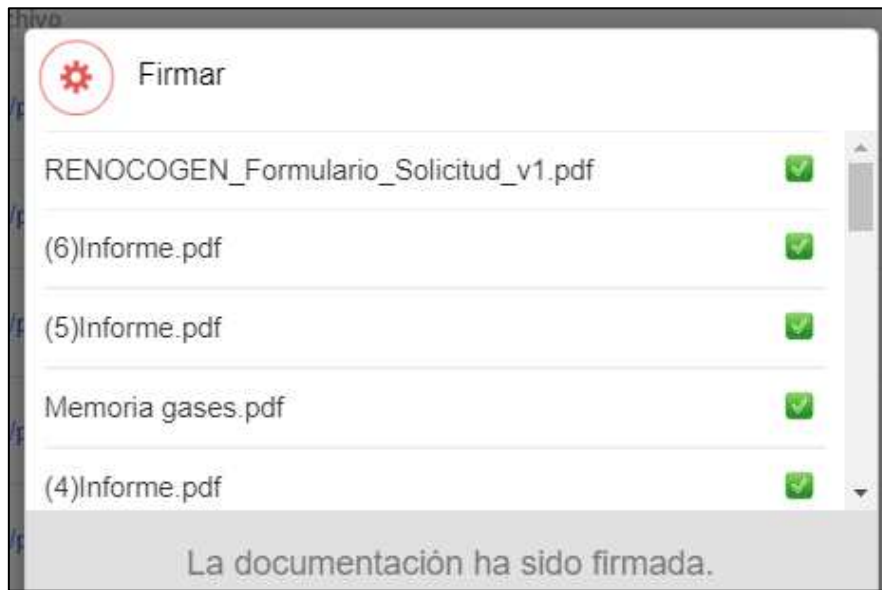 Firmar
RENOCOGEN_Formulario_Solicitud_v1.pdf
(6)Informe.pdf
(5)Informe.pdf
Memoria gases.pdf
(4)Informe.pdf
La documentación ha sido firmada.